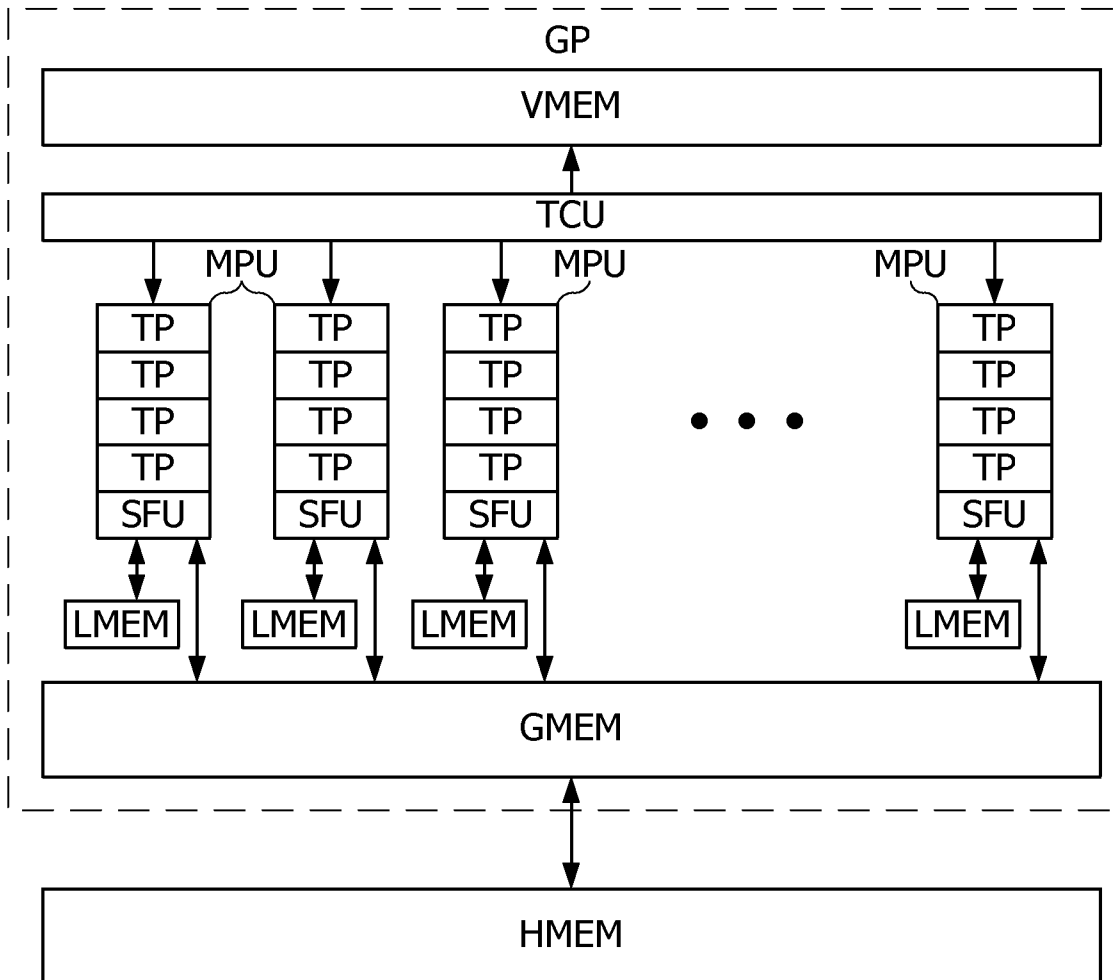 GP
VMEM
TCU
MPU MPU MPU
TP TP TP TP
TP TP TP TP
TP TP TP TP
TP TP TP TP
SFU SFU SFU SFU
LMEM LMEM LMEM LMEM
GMEM
HMEM